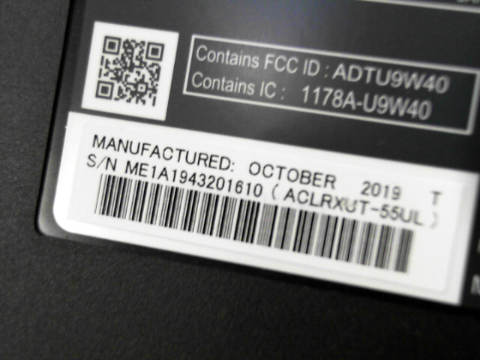 Contains FCC ID : ADTU9W40
Contains IC : 1178A-U9W40
MANUFACTURED: OCTOBER 2019 T
S/N ME1A1943201610 ( ACLRXUT-55UL )